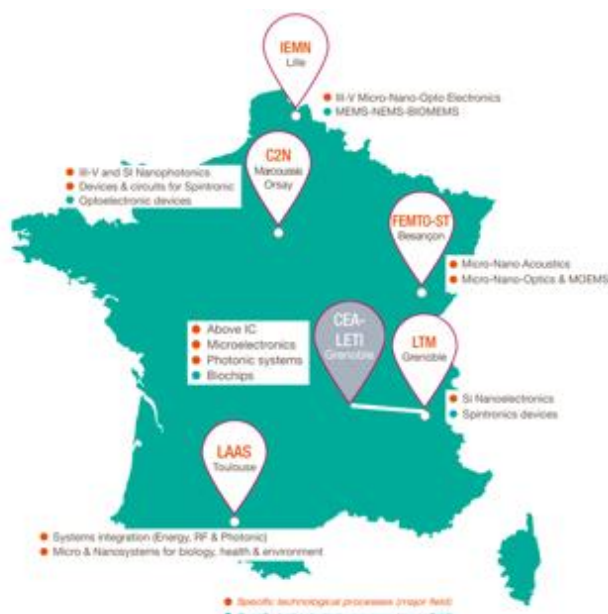 IEMN
Lille
III-V Micro-Nano-Opto Electronics
MEMS-NEMS-BIOMEMS
C2N
Marcoussis
Orsay
III-V and SI Nanophotonics
Devices & circuits for Spintronic
Optoelectronic devices
FEMTO-ST
Besançon
Micro-Nano Acoustics
Micro-Nano-Optics & MOEMS
CEA-
LETI
Grenoble
Above IC
Microelectronics
Photonic systems
Biochips
LTM
Grenoble
Si Nanoelectronics
Spintronics devices
LAAS
Toulouse
Systems integration (Energy, RF & Photonic)
Micro & Nanosystems for biology, health & environment
Specific technological processes (major field)